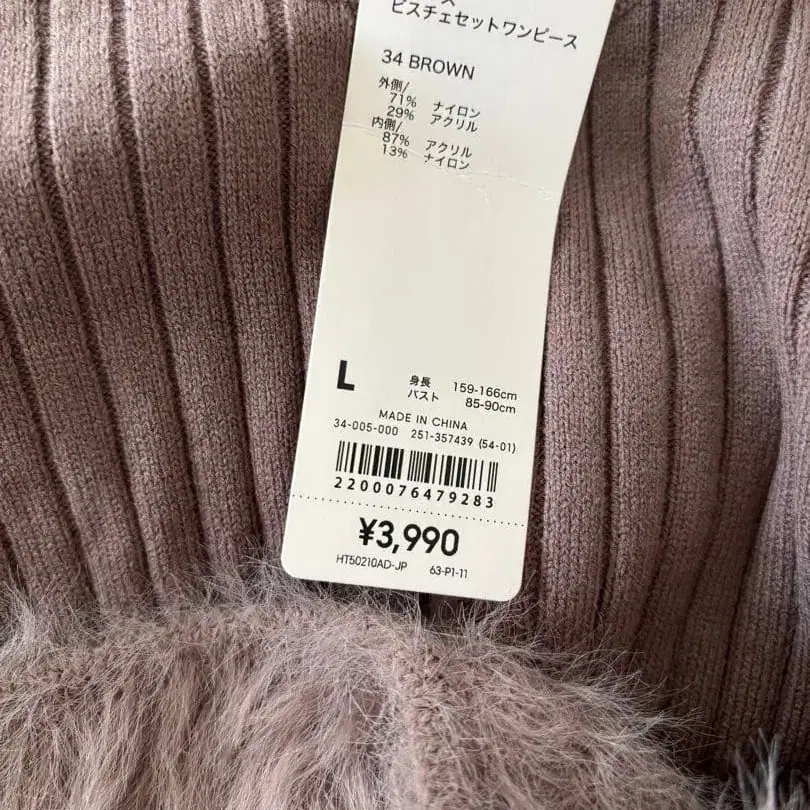 ビスチェセットワンピース
34 BROWN
外側/
71% ナイロン
29% アクリル
内側/
87% アクリル
13% ナイロン
L 身長 159-166cm
バスト 85-90cm
MADE IN CHINA
34-005-000 251-357439 (54-01)
2200076479283
¥3,990
HT50210AD-JP 63-P1-11